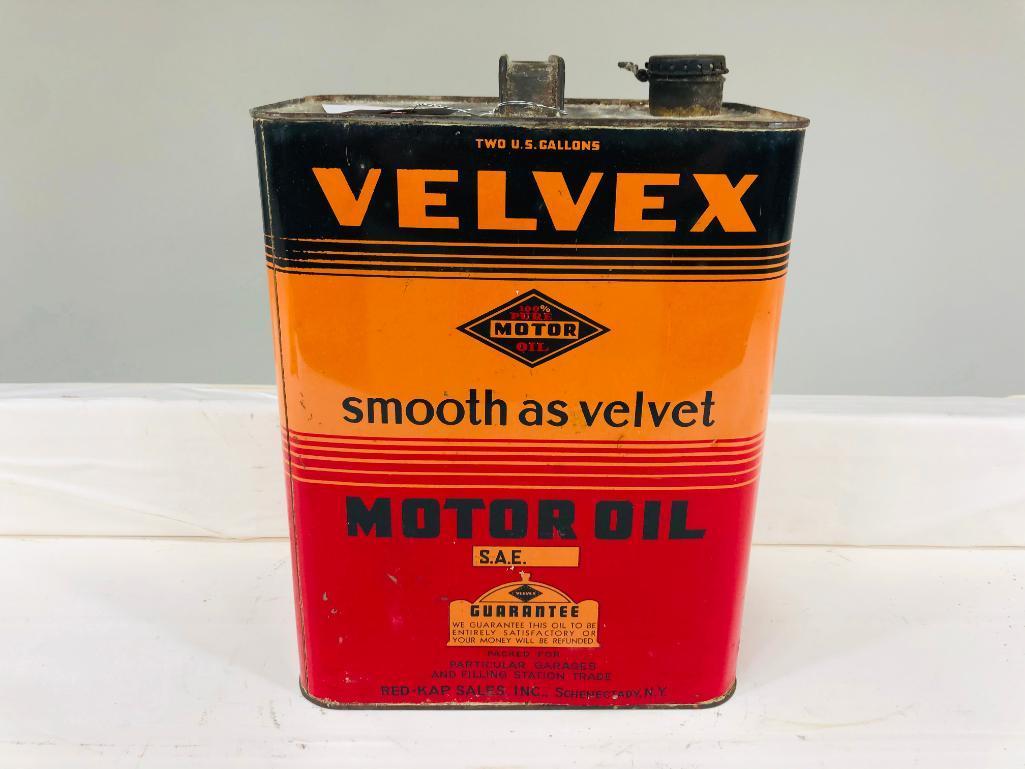 TWO U.S. GALLONS
VELVEX
100%
PURE
MOTOR
OIL
smooth as velvet
MOTOR OIL
S.A.E.
VELVEX
GUARANTEE
WE GUARANTEE THIS OIL TO BE
ENTIRELY SATISFACTORY OR
YOUR MONEY WILL BE REFUNDED
PACKED FOR
PARTICULAR GARAGES
AND FILLING STATION TRADE
RED-KAP SALES, INC., SCHENECTADY, N.Y.